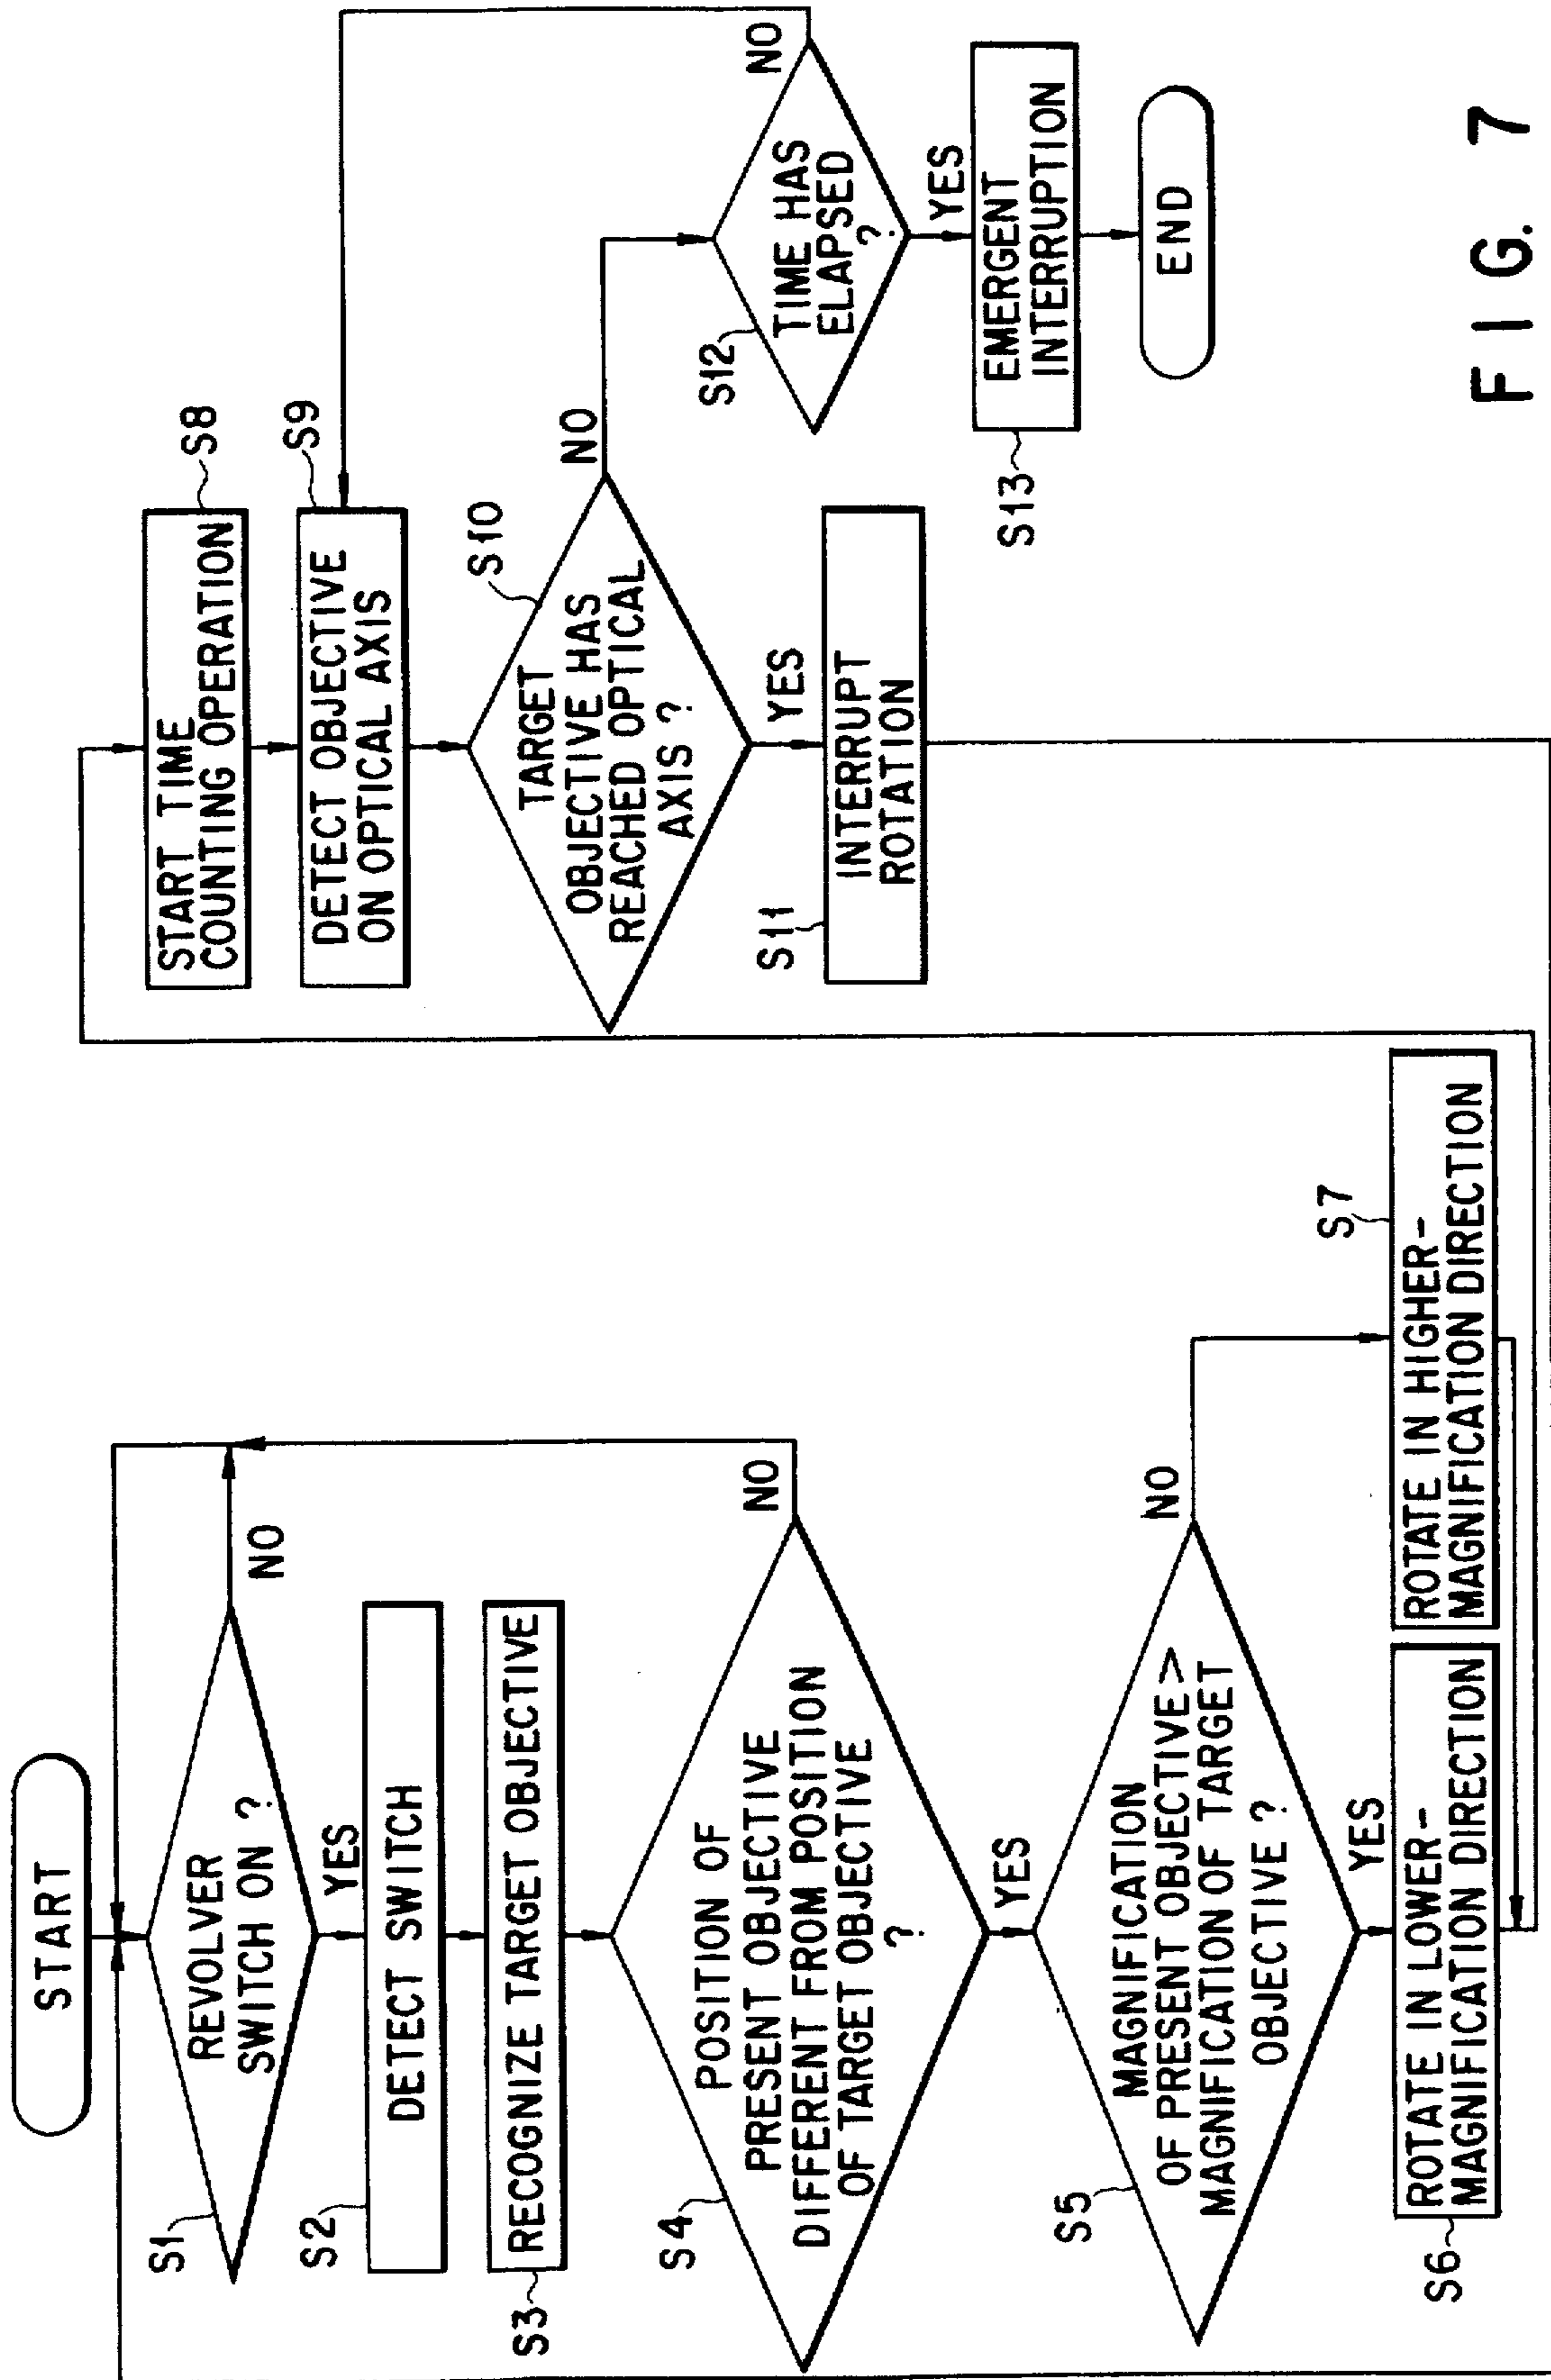 START
S1
REVOLVER
SWITCH ON ?
NO
YES
S2
DETECT SWITCH
S3
RECOGNIZE TARGET OBJECTIVE
S4
POSITION OF
PRESENT OBJECTIVE
DIFFERENT FROM POSITION
OF TARGET OBJECTIVE
?
NO
YES
S5
MAGNIFICATION
OF PRESENT OBJECTIVE >
MAGNIFICATION OF TARGET
OBJECTIVE ?
NO
YES
S6
ROTATE IN LOWER-
MAGNIFICATION DIRECTION
S7
ROTATE IN HIGHER-
MAGNIFICATION DIRECTION
START TIME
COUNTING OPERATION
S8
DETECT OBJECTIVE
ON OPTICAL AXIS
S9
S10
TARGET
OBJECTIVE HAS
REACHED OPTICAL
AXIS ?
NO
YES
S11
INTERRUPT
ROTATION
S12
TIME HAS
ELAPSED
?
NO
YES
S13
EMERGENT
INTERRUPTION
END
FIG. 7